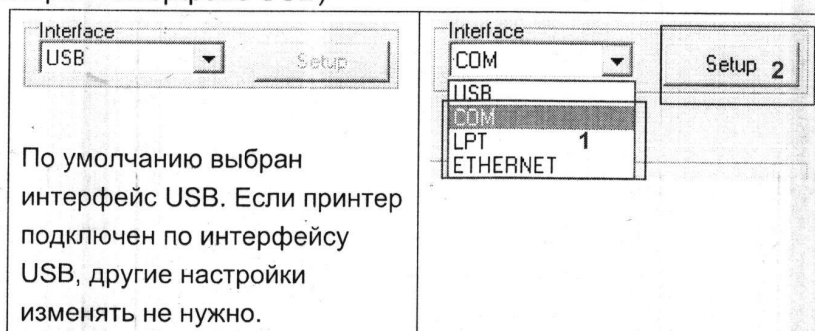 Interface
USB
Setup
По умолчанию выбран
интерфейс USB. Если принтер
подключен по интерфейсу
USB, другие настройки
изменять не нужно.
Interface
COM
Setup 2
USB
COM
LPT 1
ETHERNET